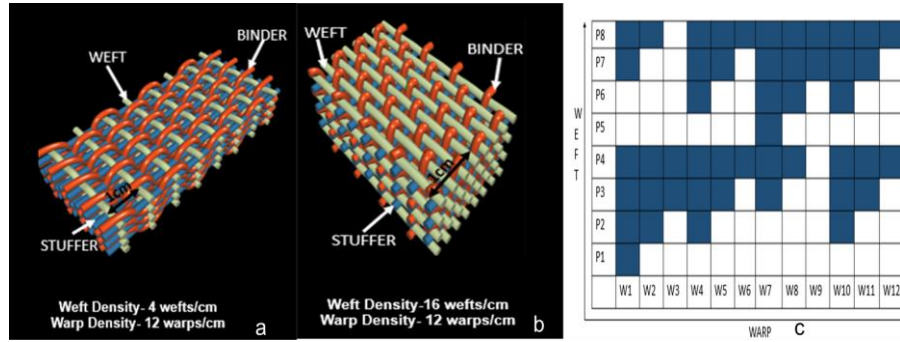 WEFT
BINDER
1cm
STUFFER
Weft Density- 4 wefts/cm
Warp Density- 12 warps/cm
a
WEFT
BINDER
1cm
STUFFER
Weft Density-16 wefts/cm
Warp Density- 12 warps/cm
b
WEFT
P8
P7
P6
P5
P4
P3
P2
P1
W1 W2 W3 W4 W5 W6 W7 W8 W9 W10 W11 W12
WARP
c